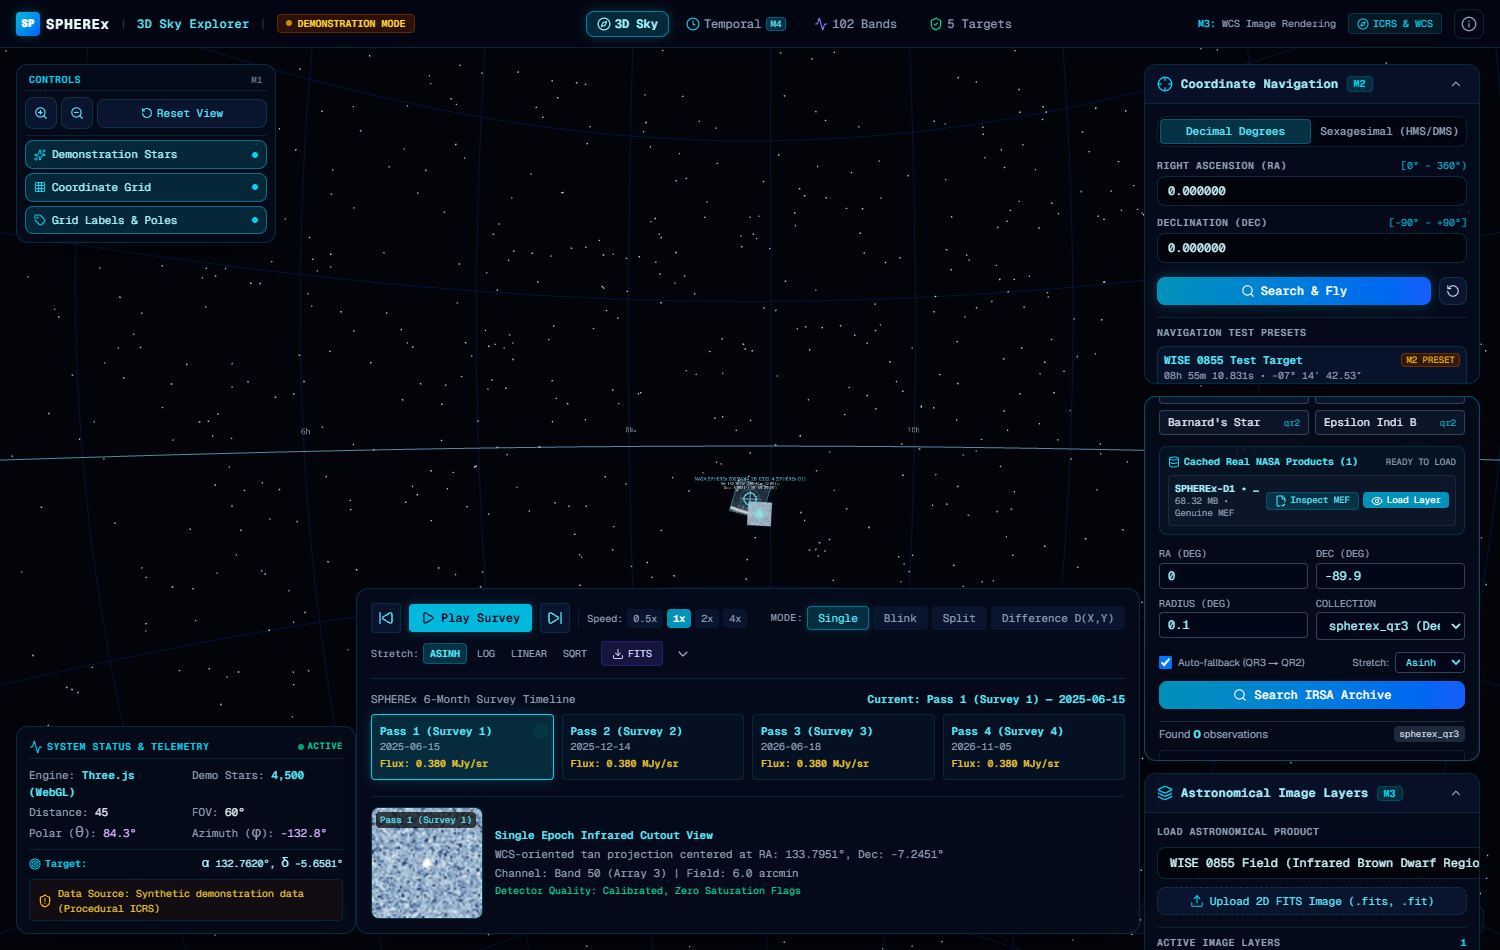 SP SPHEREx 3D Sky Explorer DEMONSTRATION MODE
3D Sky Temporal M4 102 Bands 5 Targets
M3: WCS Image Rendering ICRS & WCS
CONTROLS M1
Reset View
Demonstration Stars
Coordinate Grid
Grid Labels & Poles
6h
8h
10h
SYSTEM STATUS & TELEMETRY ACTIVE
Engine: Three.js (WebGL) Demo Stars: 4,500
Distance: 45 FOV: 60°
Polar (θ): 84.3° Azimuth (φ): -132.8°
Target: α 132.7620°, δ -5.6581°
Data Source: Synthetic demonstration data
(Procedural ICRS)
Play Survey Speed: 0.5x 1x 2x 4x MODE: Single Blink Split Difference D(X,Y)
Stretch: ASINH LOG LINEAR SQRT FITS
SPHEREx 6-Month Survey Timeline Current: Pass 1 (Survey 1) — 2025-06-15
Pass 1 (Survey 1)
2025-06-15
Flux: 0.380 MJy/sr
Pass 2 (Survey 2)
2025-12-14
Flux: 0.380 MJy/sr
Pass 3 (Survey 3)
2026-06-18
Flux: 0.380 MJy/sr
Pass 4 (Survey 4)
2026-11-05
Flux: 0.380 MJy/sr
Pass 1 (Survey 1)
Single Epoch Infrared Cutout View
WCS-oriented tan projection centered at RA: 133.7951°, Dec: -7.2451°
Channel: Band 50 (Array 3) | Field: 6.0 arcmin
Detector Quality: Calibrated, Zero Saturation Flags
Coordinate Navigation M2
Decimal Degrees Sexagesimal (HMS/DMS)
RIGHT ASCENSION (RA) [0° - 360°)
0.000000
DECLINATION (DEC) [-90° - +90°]
0.000000
Search & Fly
NAVIGATION TEST PRESETS
WISE 0855 Test Target M2 PRESET
08h 55m 10.831s • -07° 14' 42.53"
Barnard's Star qr2 Epsilon Indi B qr2
Cached Real NASA Products (1) READY TO LOAD
SPHEREx-D1 • …
68.32 MB •
Genuine MEF
Inspect MEF Load Layer
RA (DEG) DEC (DEG)
0 -89.9
RADIUS (DEG) COLLECTION
0.1 spherex_qr3 (Dee
Auto-fallback (QR3 → QR2) Stretch: Asinh
Search IRSA Archive
Found 0 observations spherex_qr3
Astronomical Image Layers M3
LOAD ASTRONOMICAL PRODUCT
WISE 0855 Field (Infrared Brown Dwarf Regio
Upload 2D FITS Image (.fits, .fit)
ACTIVE IMAGE LAYERS 1